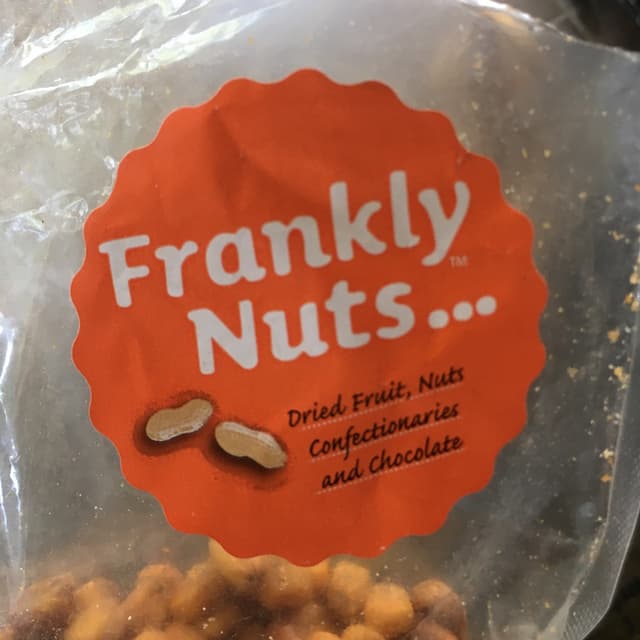 Frankly
TM
Nuts...
Dried Fruit, Nuts
Confectionaries
and Chocolate